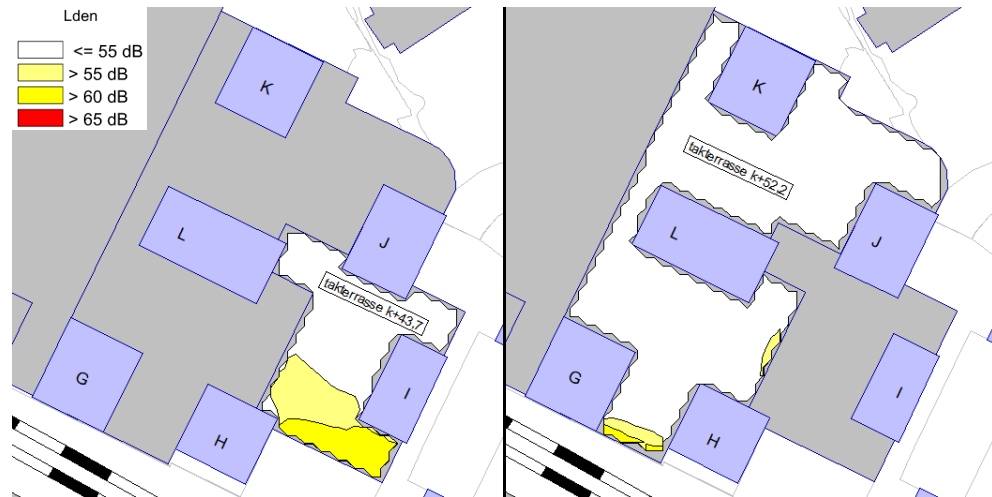 Lden
<= 55 dB
> 55 dB
> 60 dB
> 65 dB
K
L
J
takterrasse k+43,7
G
H
I
K
takterrasse k+52,2
L
J
G
H
I